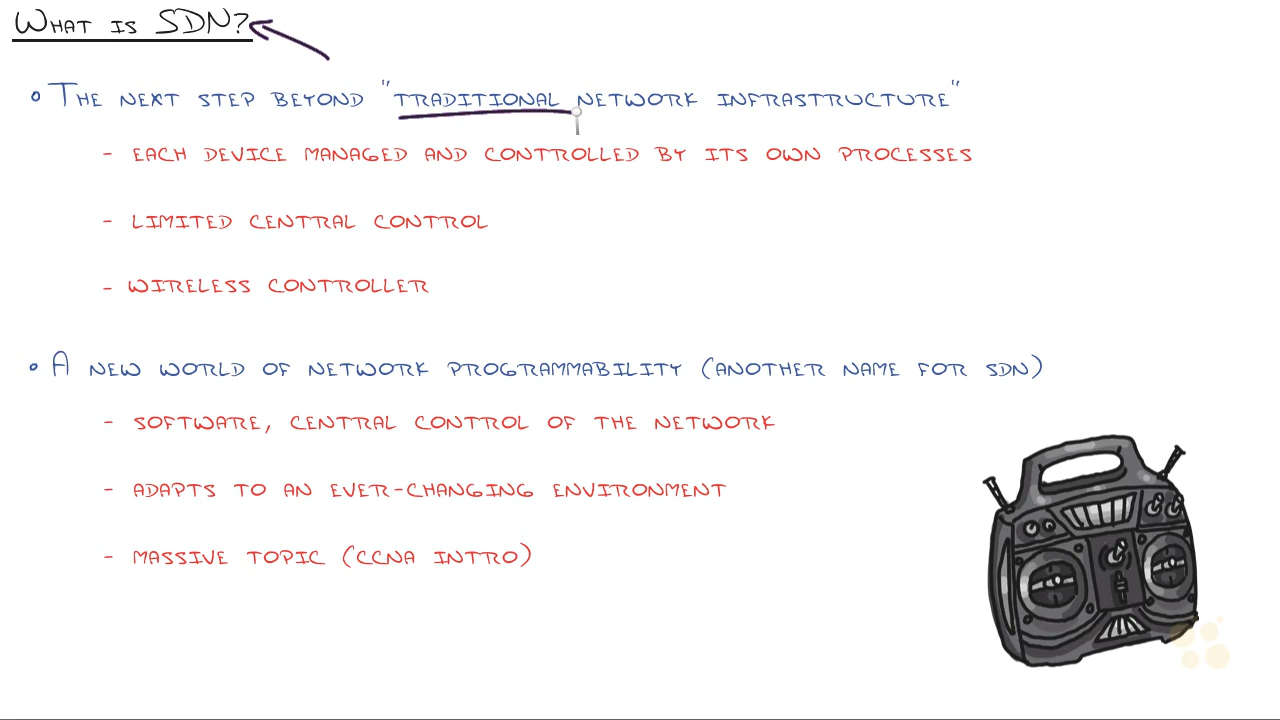 What is SDN?
• The next step beyond "traditional network infrastructure"
- each device managed and controlled by its own processes
- limited central control
- wireless controller
• A new world of network programmability (another name for SDN)
- software, central control of the network
- adapts to an ever-changing environment
- massive topic (CCNA intro)